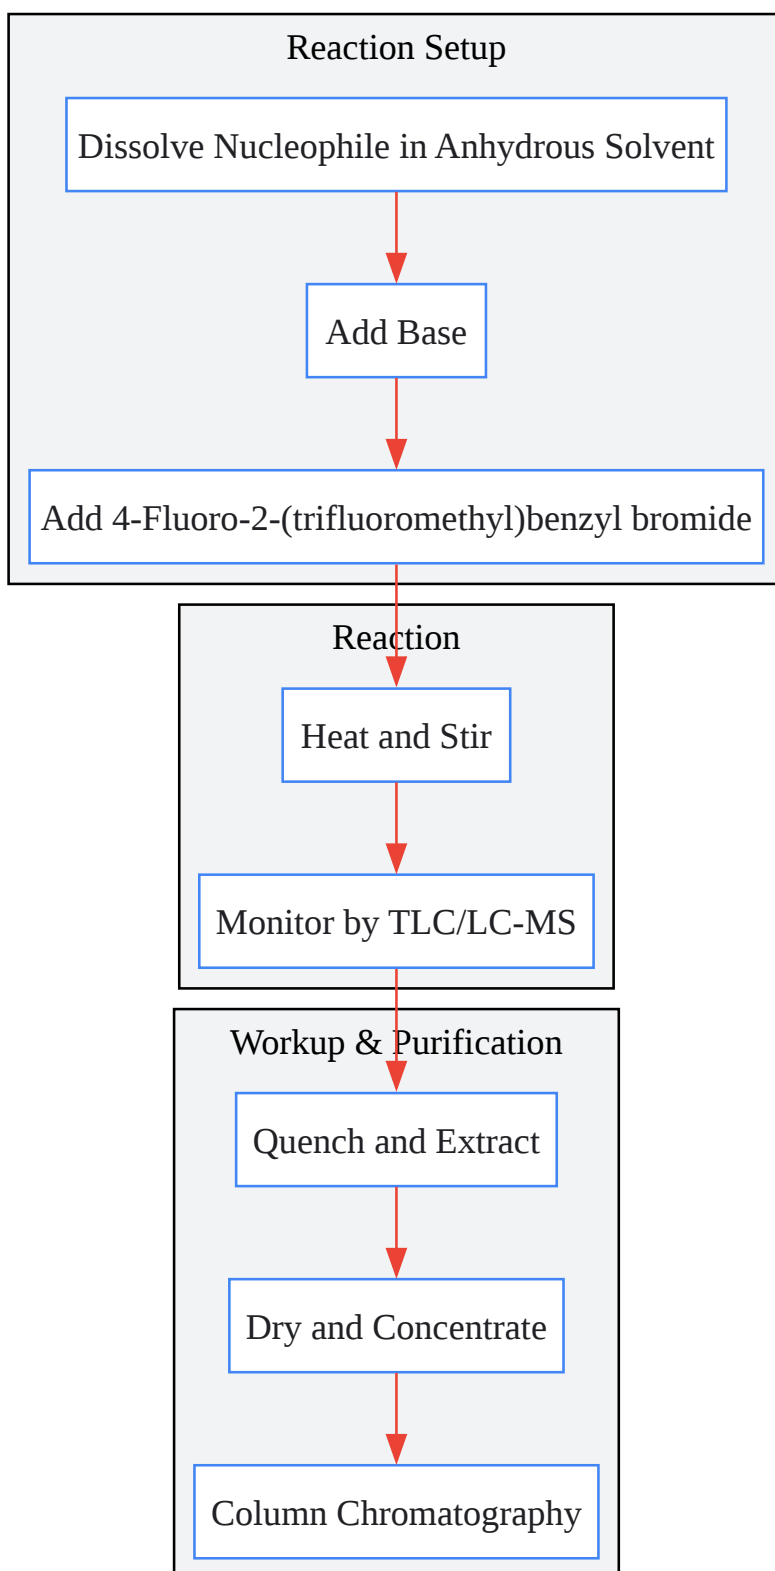 Reaction Setup
Dissolve Nucleophile in Anhydrous Solvent
Add Base
Add 4-Fluoro-2-(trifluoromethyl)benzyl bromide
Reaction
Heat and Stir
Monitor by TLC/LC-MS
Workup & Purification
Quench and Extract
Dry and Concentrate
Column Chromatography